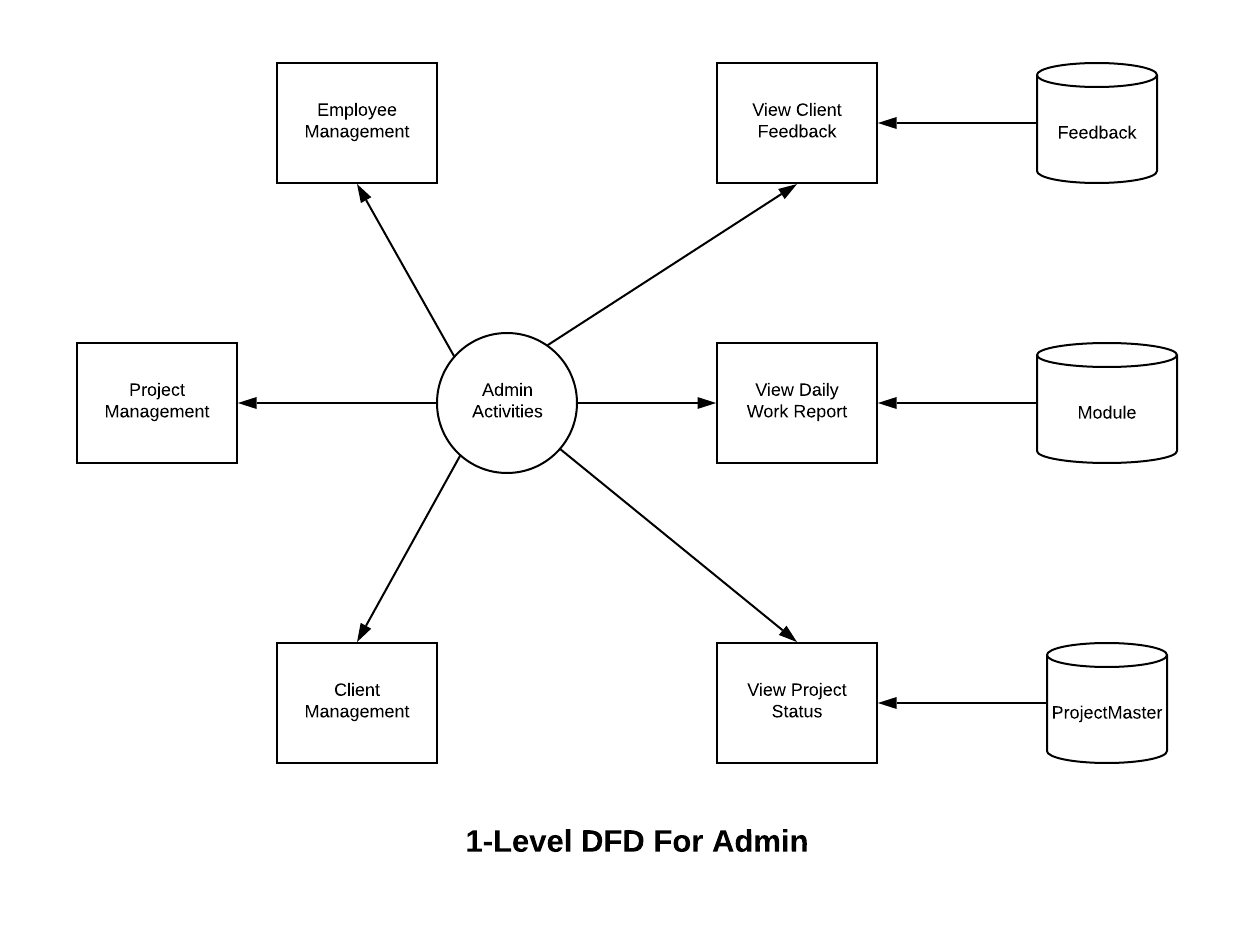 Employee
Management
View Client
Feedback
Feedback
Project
Management
Admin
Activities
View Daily
Work Report
Module
Client
Management
View Project
Status
ProjectMaster
1-Level DFD For Admin